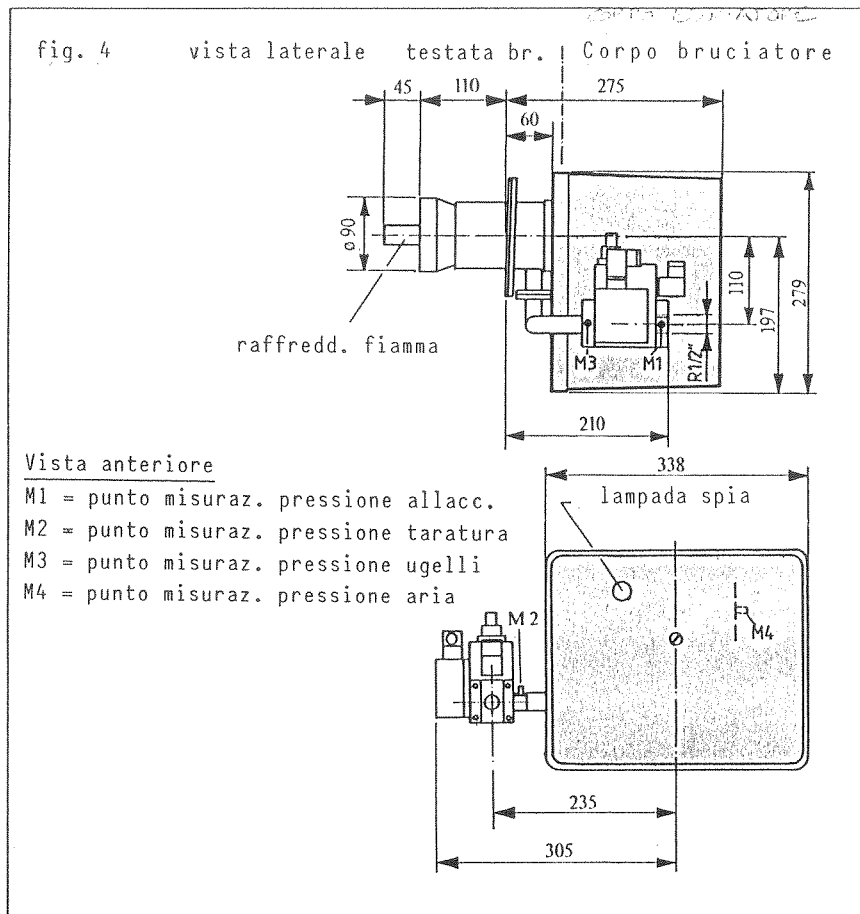 fig. 4 vista laterale testata br. Corpo bruciatore
45 110 275
60
ø 90
110
197
279
R1/2"
raffredd. fiamma
M3 M1
210
Vista anteriore
338
M1 = punto misuraz. pressione allacc.
lampada spia
M2 = punto misuraz. pressione taratura
M3 = punto misuraz. pressione ugelli
M4 = punto misuraz. pressione aria
M2
M4
235
305